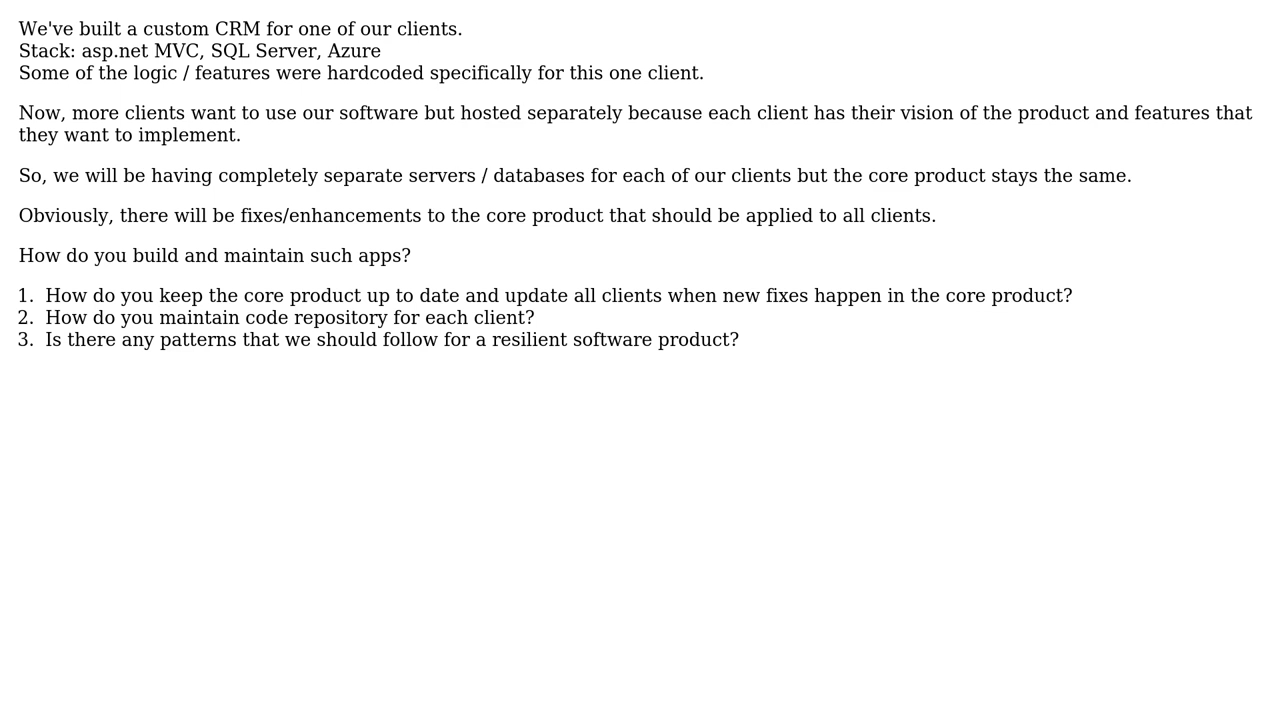 We've built a custom CRM for one of our clients.
Stack: asp.net MVC, SQL Server, Azure
Some of the logic / features were hardcoded specifically for this one client.
Now, more clients want to use our software but hosted separately because each client has their vision of the product and features that
they want to implement.
So, we will be having completely separate servers / databases for each of our clients but the core product stays the same.
Obviously, there will be fixes/enhancements to the core product that should be applied to all clients.
How do you build and maintain such apps?
1. How do you keep the core product up to date and update all clients when new fixes happen in the core product?
2. How do you maintain code repository for each client?
3. Is there any patterns that we should follow for a resilient software product?